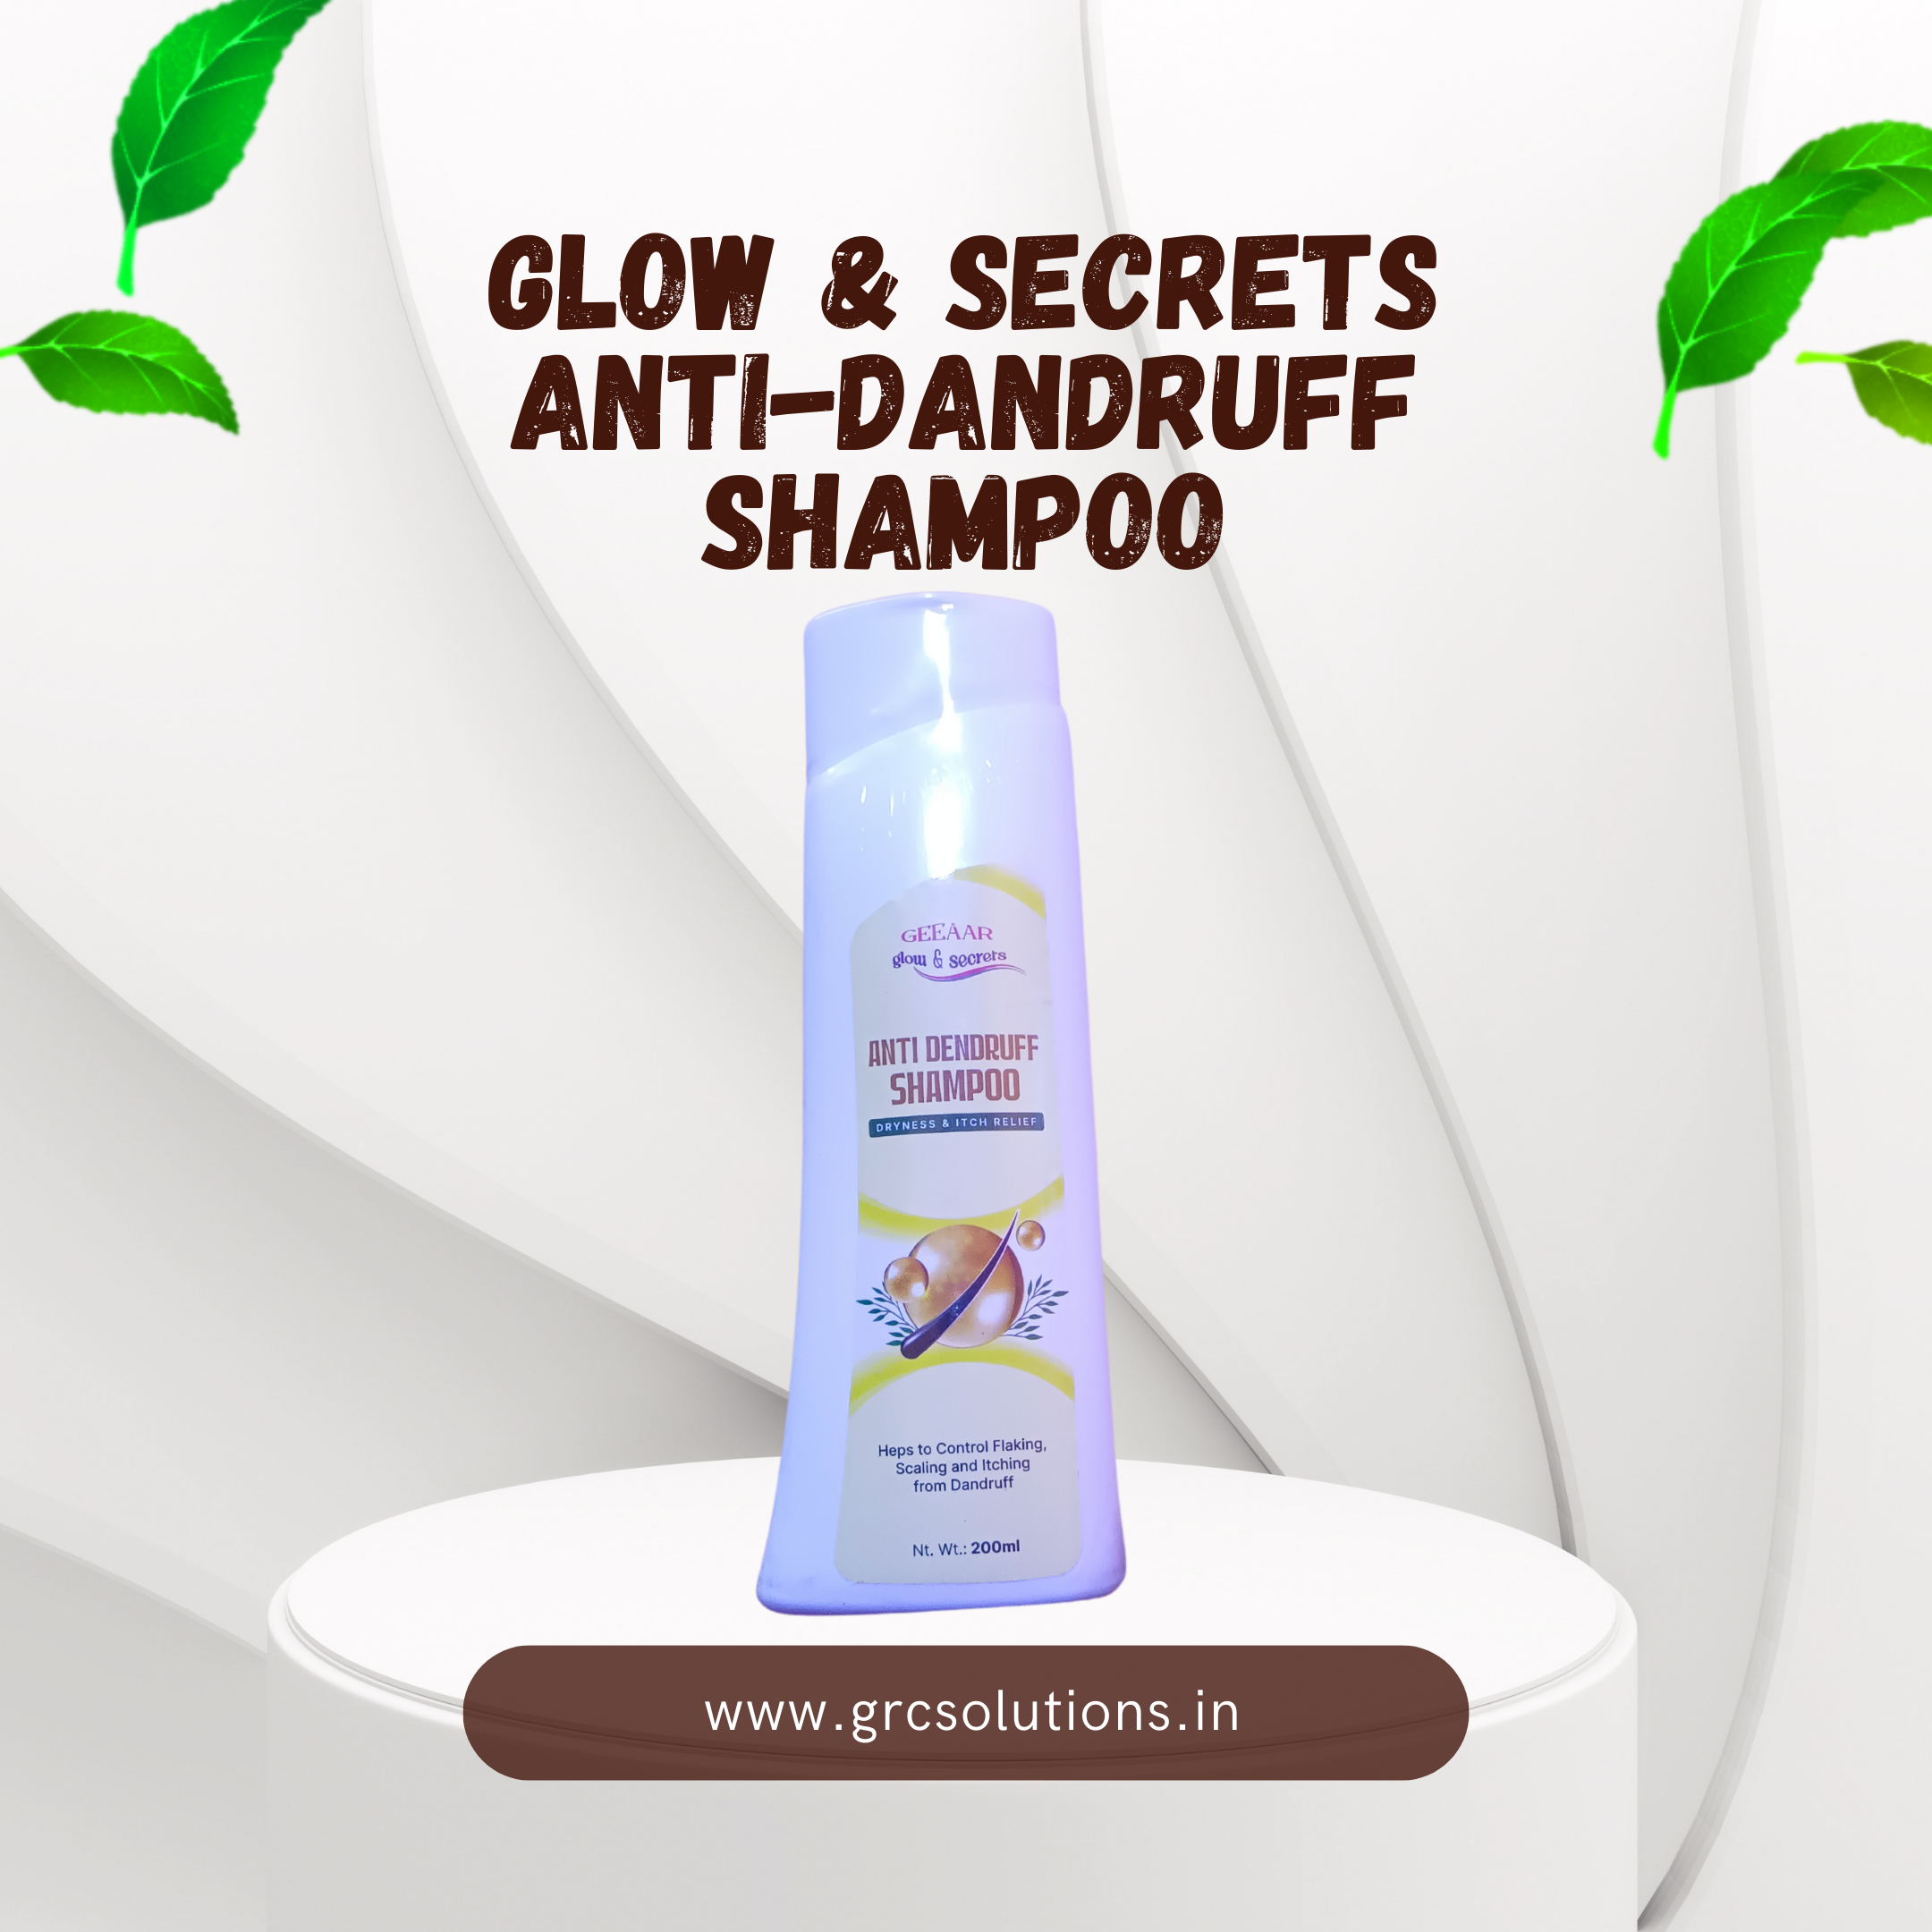 GLOW & SECRETS
ANTI-DANDRUFF
SHAMPOO
GEEAAR
glow & secrets
ANTI DENDRUFF
SHAMPOO
DRYNESS & ITCH RELIEF
Heps to Control Flaking,
Scaling and Itching
from Dandruff
Nt. Wt.: 200ml
www.grcsolutions.in